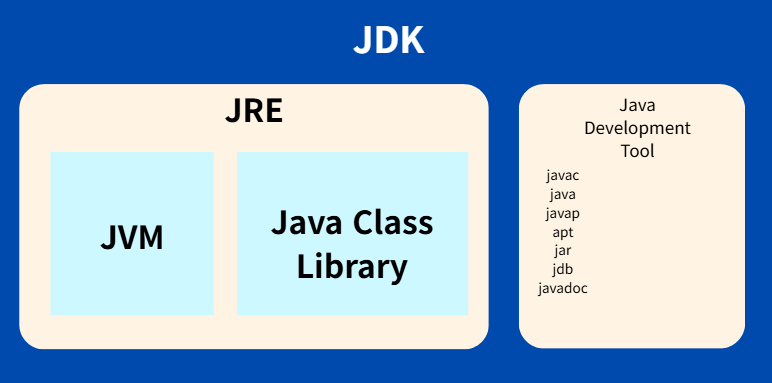 JDK
JRE
JVM
Java Class
Library
Java
Development
Tool
javac
java
javap
apt
jar
jdb
javadoc